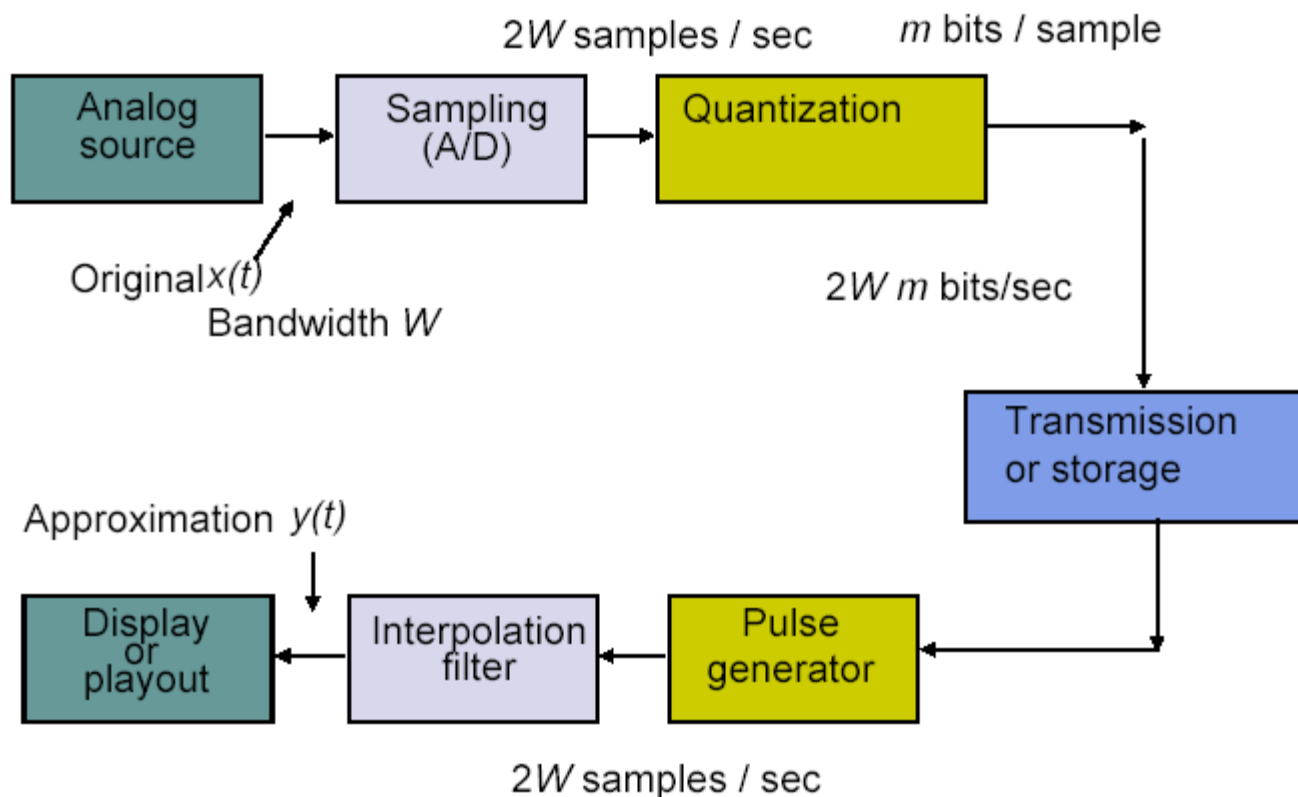 2W samples / sec
m bits / sample
Analog
source
Sampling
(A/D)
Quantization
Original x(t)
Bandwidth W
2W m bits/sec
Transmission
or storage
Approximation y(t)
Display
or
playout
Interpolation
filter
Pulse
generator
2W samples / sec